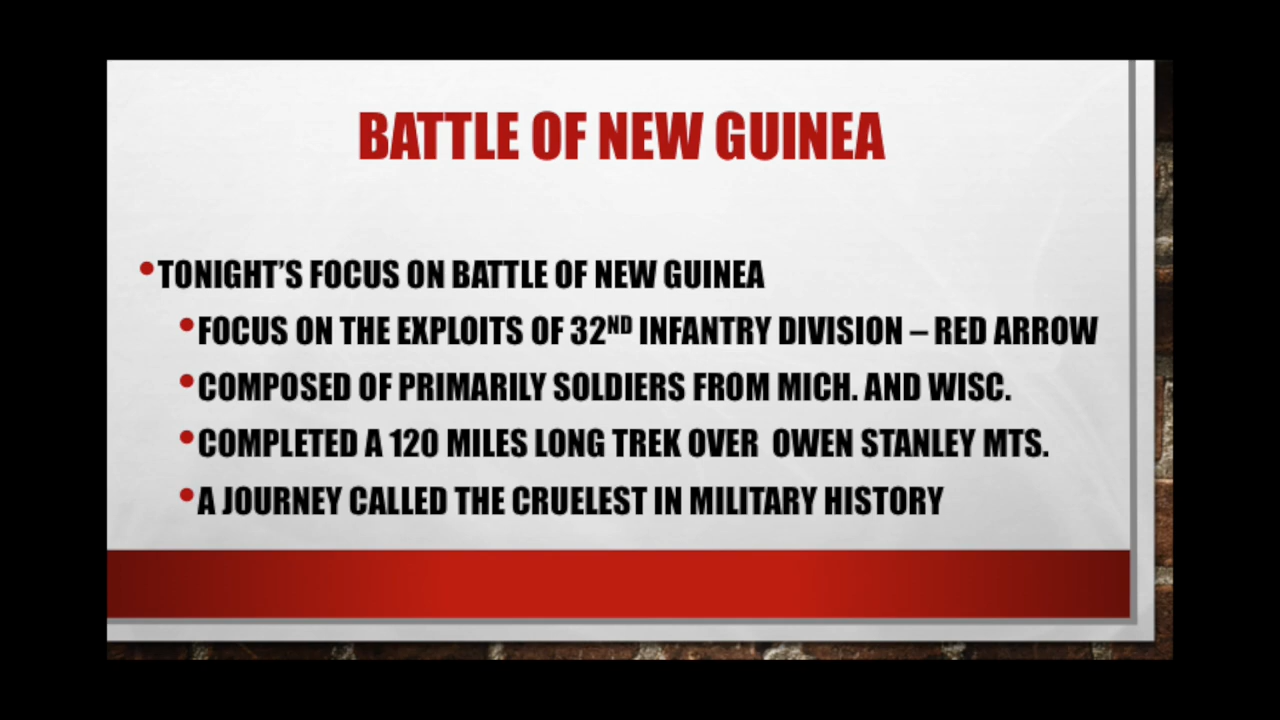 BATTLE OF NEW GUINEA
•TONIGHT'S FOCUS ON BATTLE OF NEW GUINEA
•FOCUS ON THE EXPLOITS OF 32ND INFANTRY DIVISION – RED ARROW
•COMPOSED OF PRIMARILY SOLDIERS FROM MICH. AND WISC.
•COMPLETED A 120 MILES LONG TREK OVER  OWEN STANLEY MTS.
•A JOURNEY CALLED THE CRUELEST IN MILITARY HISTORY